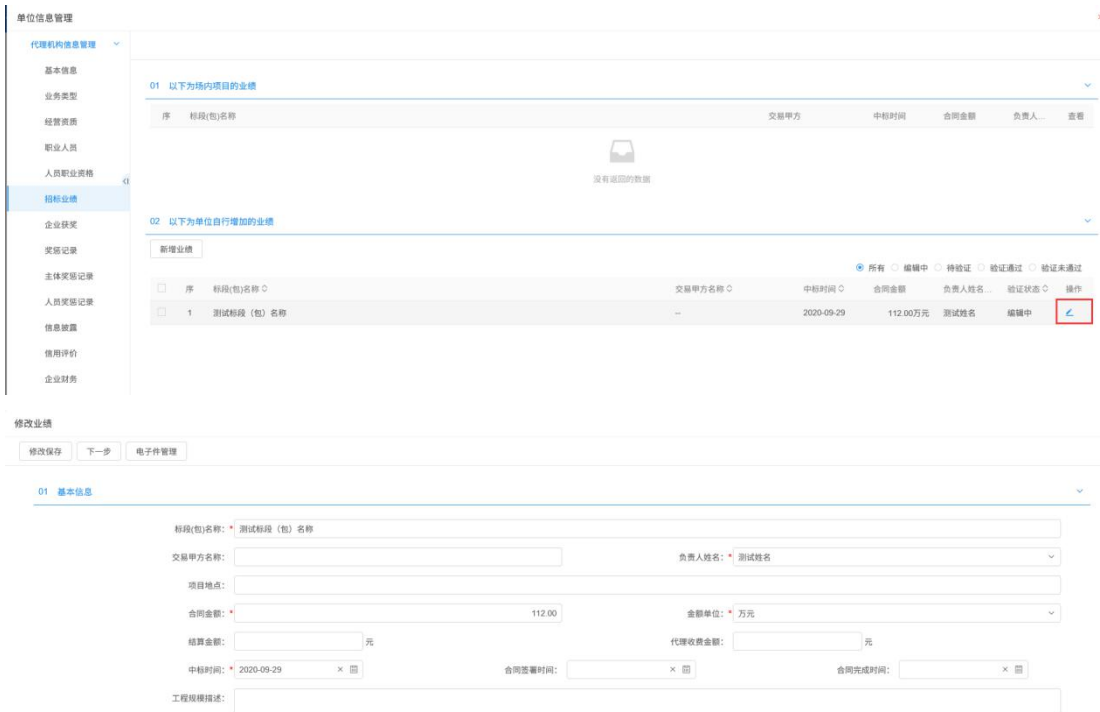 单位信息管理
代理机构信息管理
基本信息
业务类型
经营资质
职业人员
人员职业资格
招标业绩
企业获奖
奖惩记录
主体奖惩记录
人员奖惩记录
信息披露
信用评价
企业财务
01 以下为场内项目的业绩
序 标段(包)名称 交易甲方 中标时间 合同金额 负责人... 查看
没有返回的数据
02 以下为单位自行增加的业绩
新增业绩
所有 编辑中 待验证 验证通过 验证未通过
序 标段(包)名称 交易甲方名称 中标时间 合同金额 负责人姓名... 验证状态 操作
1 测试标段（包）名称 -- 2020-09-29 112.00万元 测试姓名 编辑中
修改业绩
修改保存 下一步 电子件管理
01 基本信息
标段(包)名称: * 测试标段（包）名称
交易甲方名称: 负责人姓名: * 测试姓名
项目地点:
合同金额: * 112.00 金额单位: * 万元
结算金额: 元 代理收费金额: 元
中标时间: * 2020-09-29 合同签署时间: 合同完成时间:
工程规模描述: